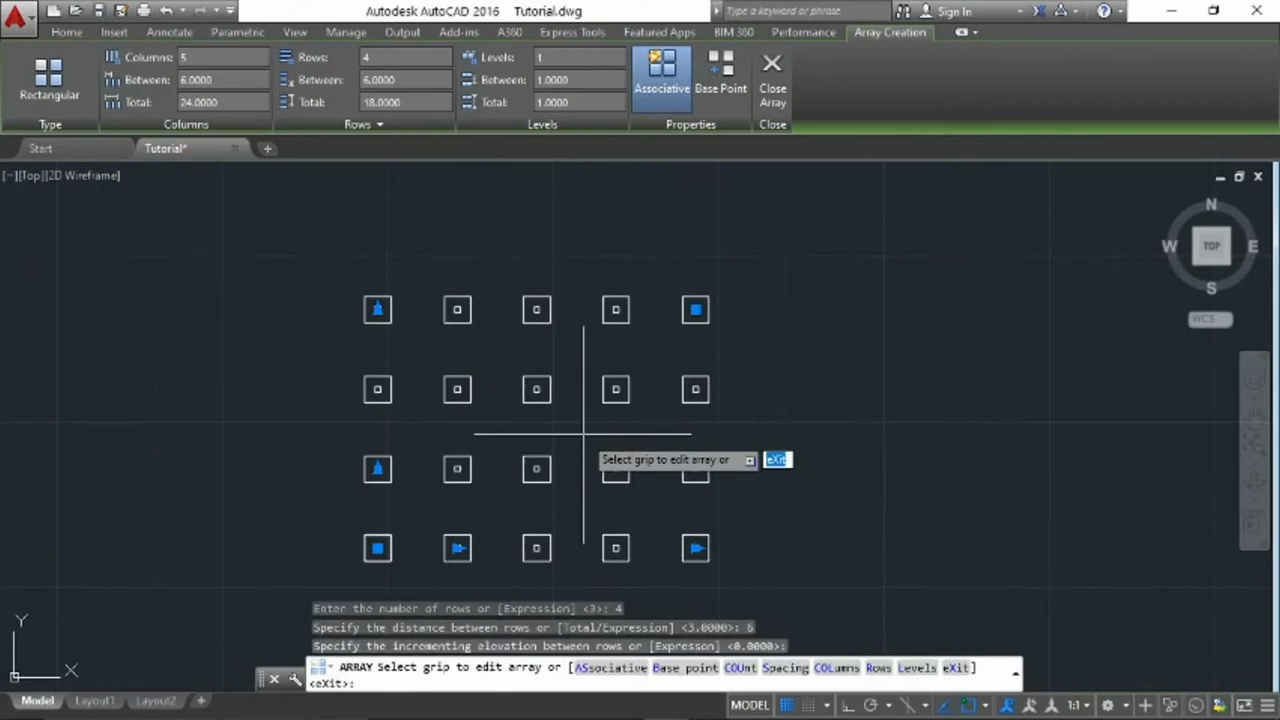 Autodesk AutoCAD 2016 Tutorial.dwg
Type a keyword or phrase
Sign In
Home Insert Annotate Parametric View Manage Output Add-ins A360 Express Tools Featured Apps BIM 360 Performance Array Creation
Columns: 5 Rows: 4 Levels: 1
Between: 6.0000 Between: 6.0000 Between: 1.0000
Total: 24.0000 Total: 18.0000 Total: 1.0000
Rectangular Associative Base Point Close Array
Type Columns Rows Levels Properties Close
Start Tutorial*
[−][Top][2D Wireframe]
N
W TOP E
S
WCS
Select grip to edit array or eXit
Enter the number of rows or [Expression] <3>: 4
Specify the distance between rows or [Total/Expression] <3.0000>: 6
Specify the incrementing elevation between rows or [Expresson] <0.0000>:
ARRAY Select grip to edit array or [ASsociative Base point COUnt Spacing COLumns Rows Levels eXit]
<eXit>:
Y
X
Model Layout1 Layout2 MODEL 1:1